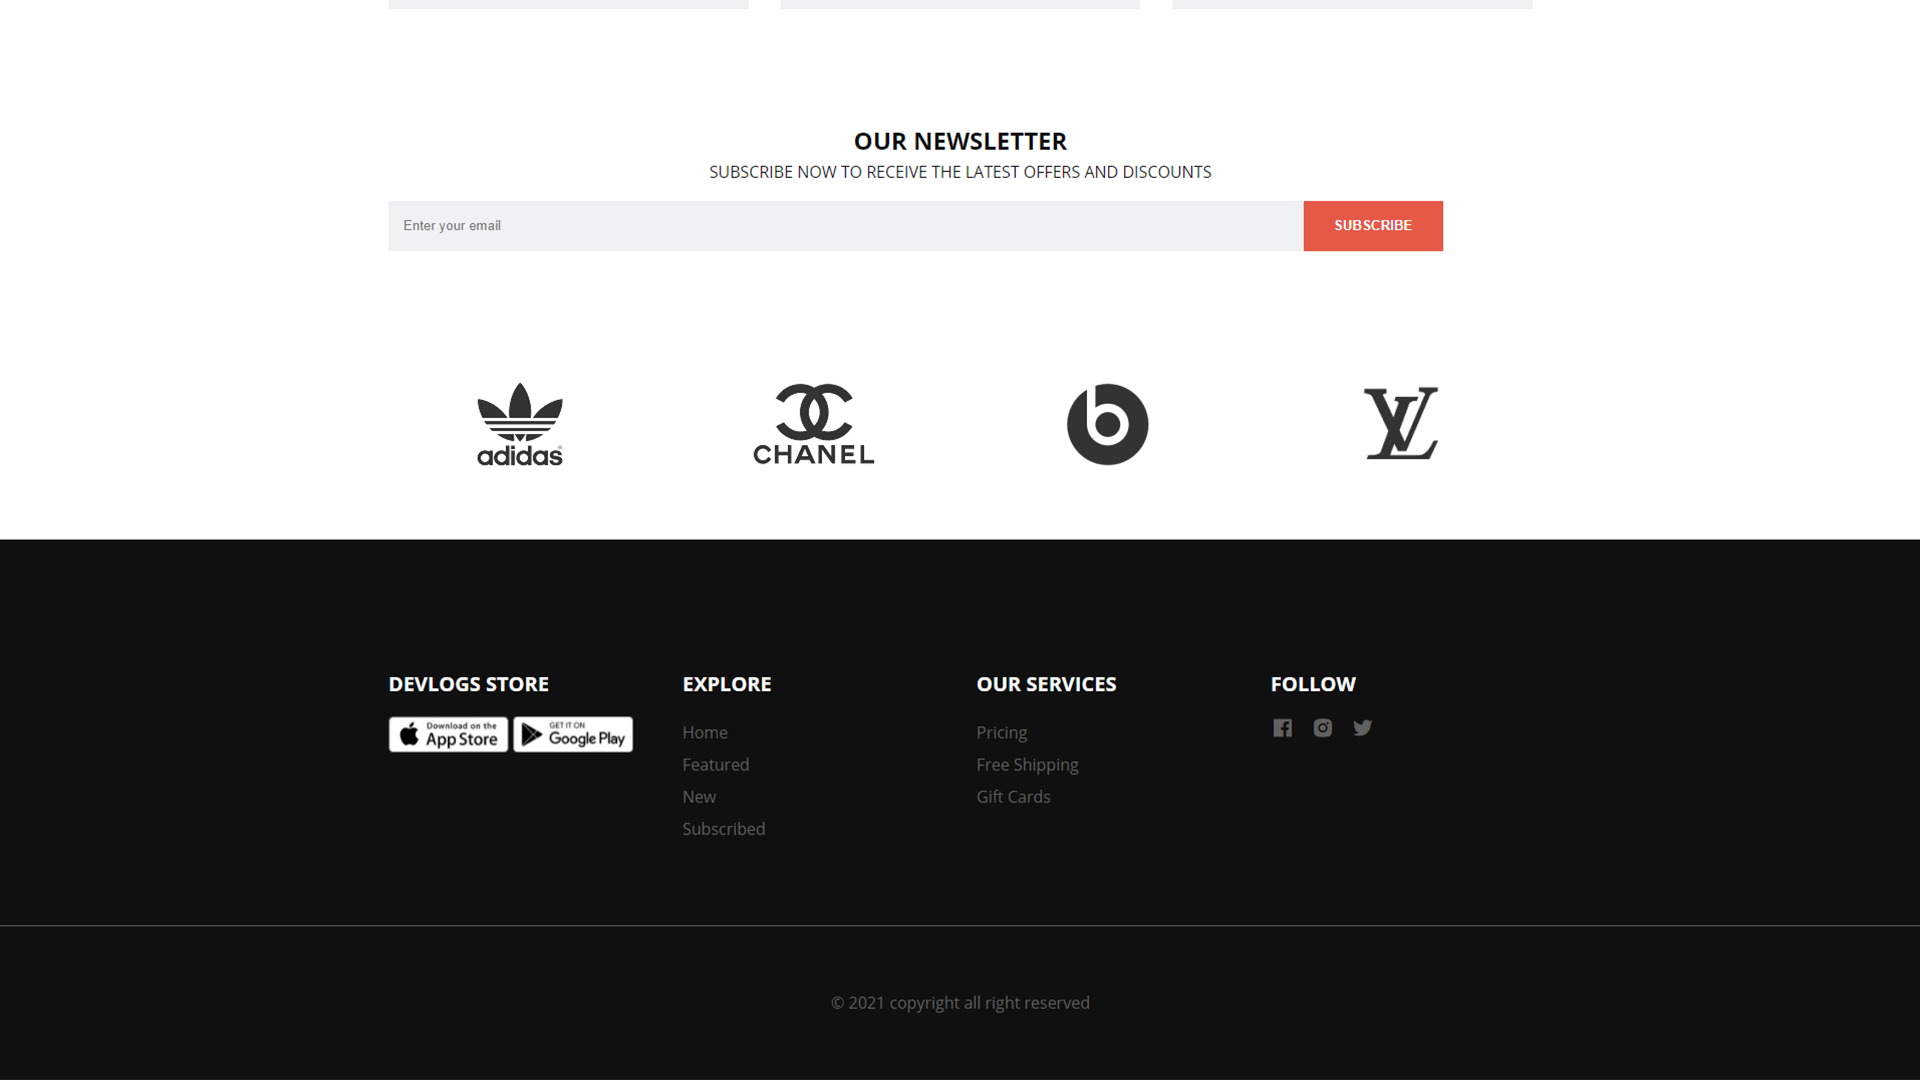 OUR NEWSLETTER
SUBSCRIBE NOW TO RECEIVE THE LATEST OFFERS AND DISCOUNTS
Enter your email
SUBSCRIBE
adidas
CHANEL
b
LV
DEVLOGS STORE
Download on the
App Store
GET IT ON
Google Play
EXPLORE
Home
Featured
New
Subscribed
OUR SERVICES
Pricing
Free Shipping
Gift Cards
FOLLOW
© 2021 copyright all right reserved